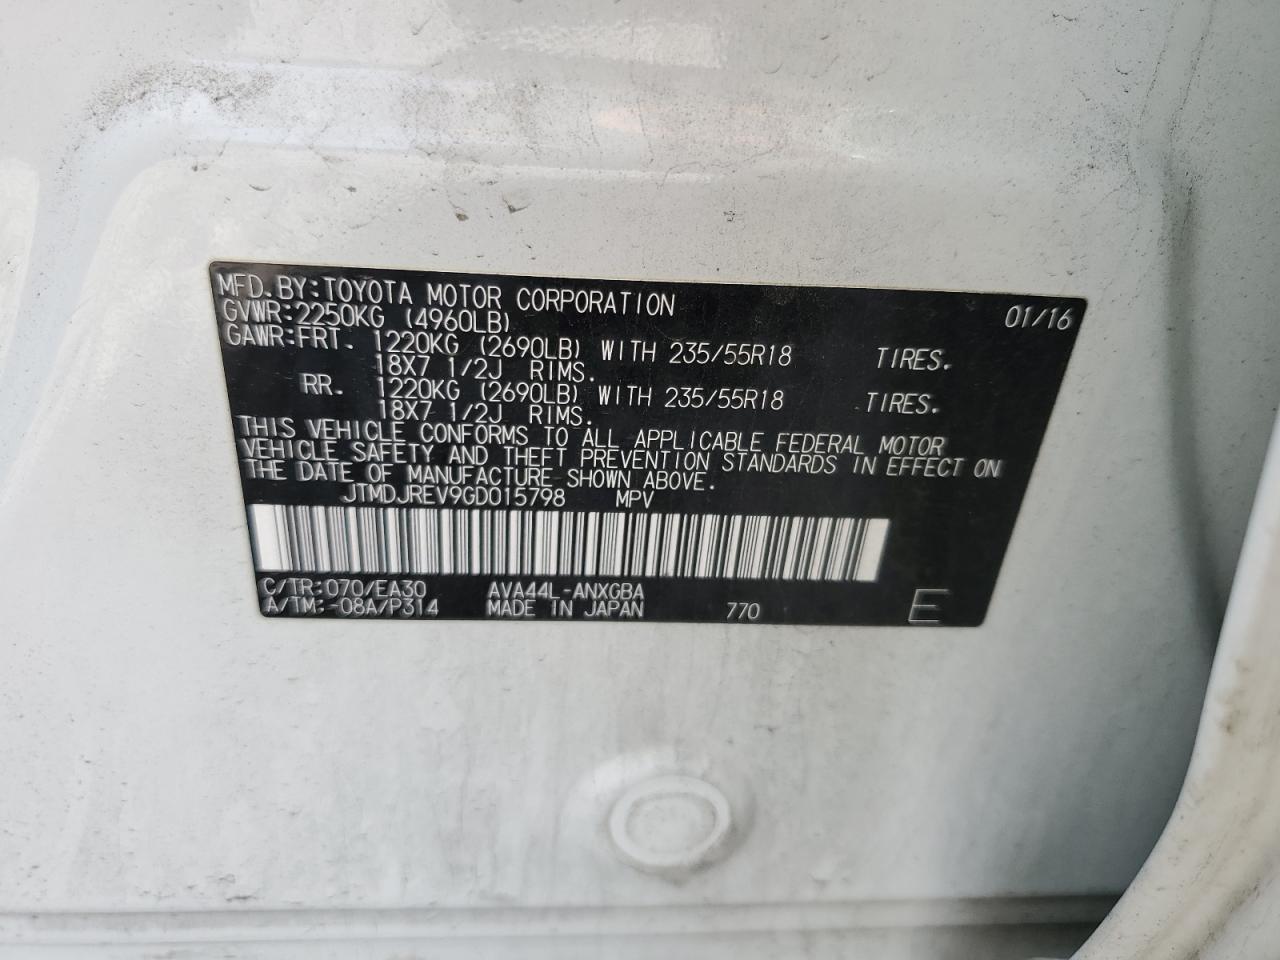 MFD. BY:TOYOTA MOTOR CORPORATION 01/16
GVWR:2250KG (4960LB)
GAWR:FRT. 1220KG (2690LB) WITH 235/55R18 TIRES.
18X7 1/2J RIMS.
RR. 1220KG (2690LB) WITH 235/55R18 TIRES.
18X7 1/2J RIMS.
THIS VEHICLE CONFORMS TO ALL APPLICABLE FEDERAL MOTOR
VEHICLE SAFETY AND THEFT PREVENTION STANDARDS IN EFFECT ON
THE DATE OF MANUFACTURE SHOWN ABOVE.
JTMDJREV9GD015798 MPV
C/TR:070/EA30 AVA44L-ANXGBA
A/TM:-08A/P314 MADE IN JAPAN 770 E